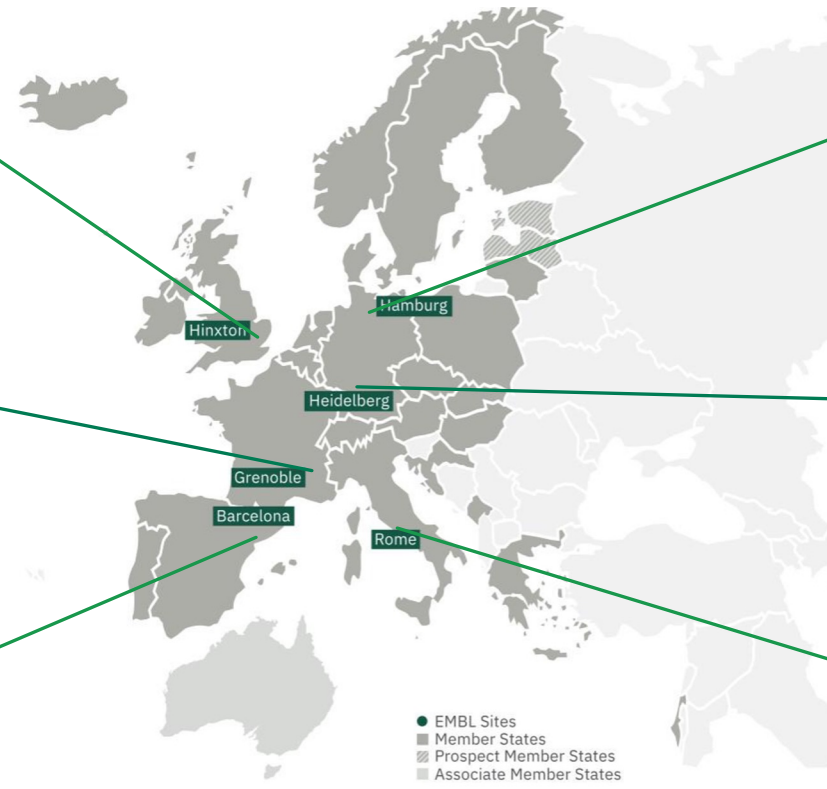 Hamburg
Hinxton
Heidelberg
Grenoble
Barcelona
Rome
EMBL Sites
Member States
Prospect Member States
Associate Member States